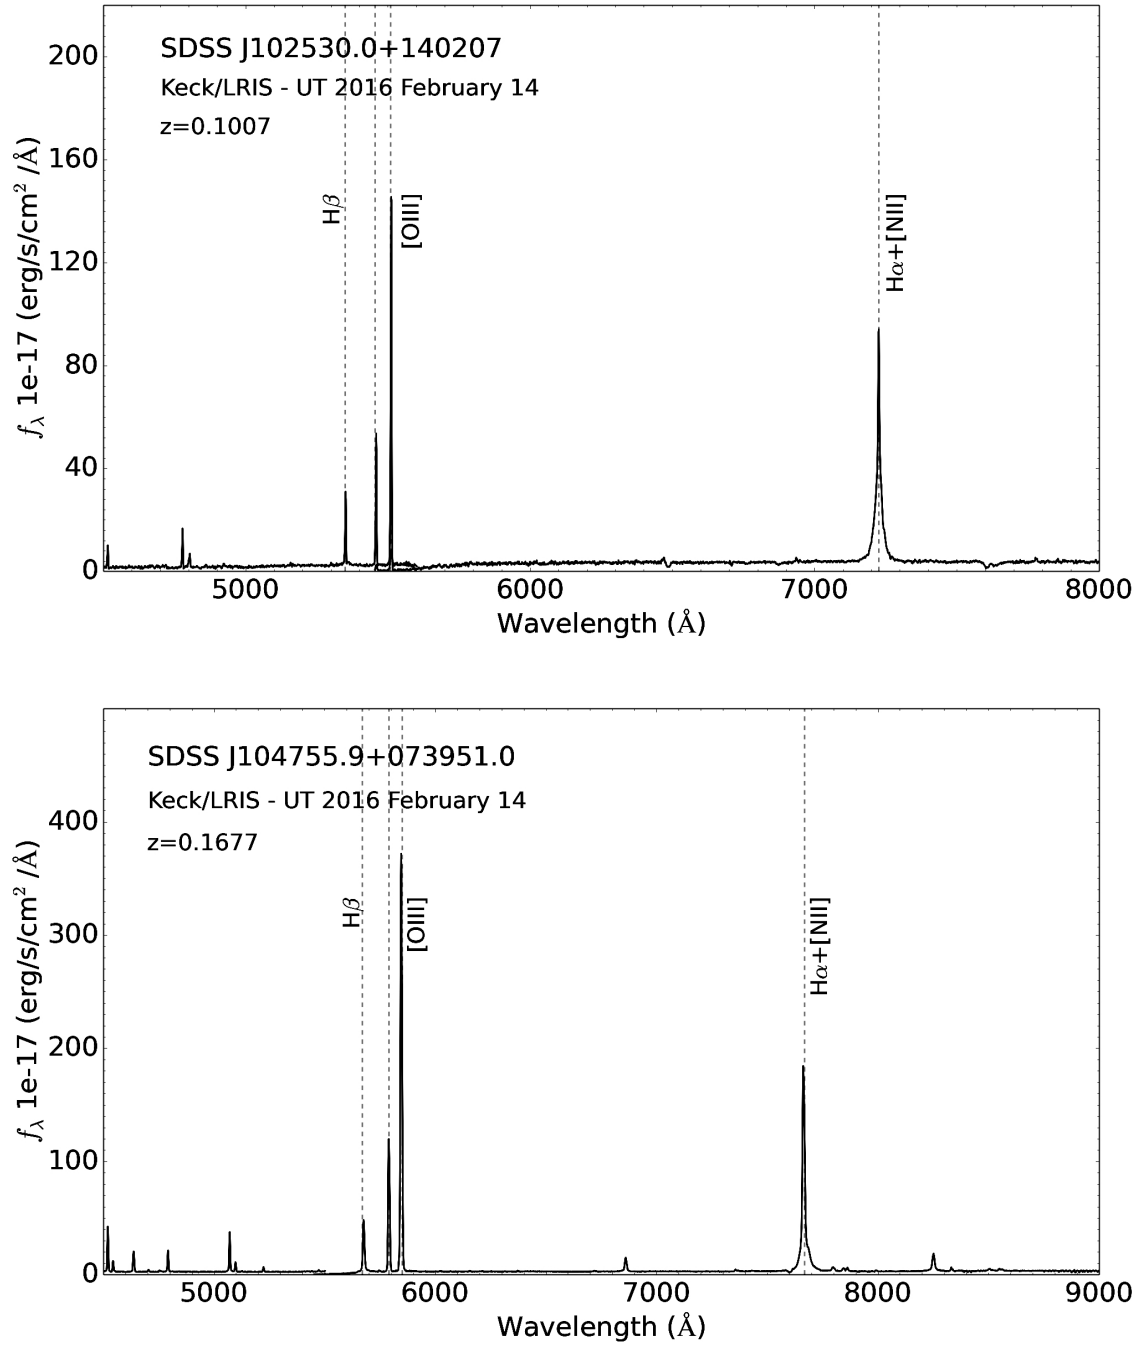 SDSS J102530.0+140207
Keck/LRIS - UT 2016 February 14
z=0.1007
Hβ
[OIII]
Hα+[NII]
fλ 1e-17 (erg/s/cm² /Å)
200
160
120
80
40
0
5000 6000 7000 8000
Wavelength (Å)
SDSS J104755.9+073951.0
Keck/LRIS - UT 2016 February 14
z=0.1677
Hβ
[OIII]
Hα+[NII]
fλ 1e-17 (erg/s/cm² /Å)
400
300
200
100
0
5000 6000 7000 8000 9000
Wavelength (Å)